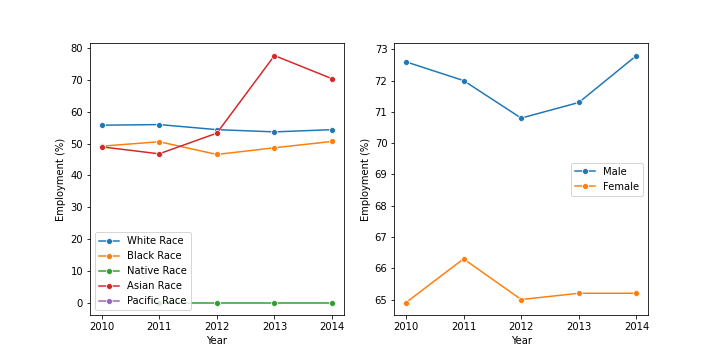 80
70
60
50
40
30
20
10
0
Employment (%)
White Race
Black Race
Native Race
Asian Race
Pacific Race
2010 2011 2012 2013 2014
Year
73
72
71
70
69
68
67
66
65
Employment (%)
Male
Female
2010 2011 2012 2013 2014
Year